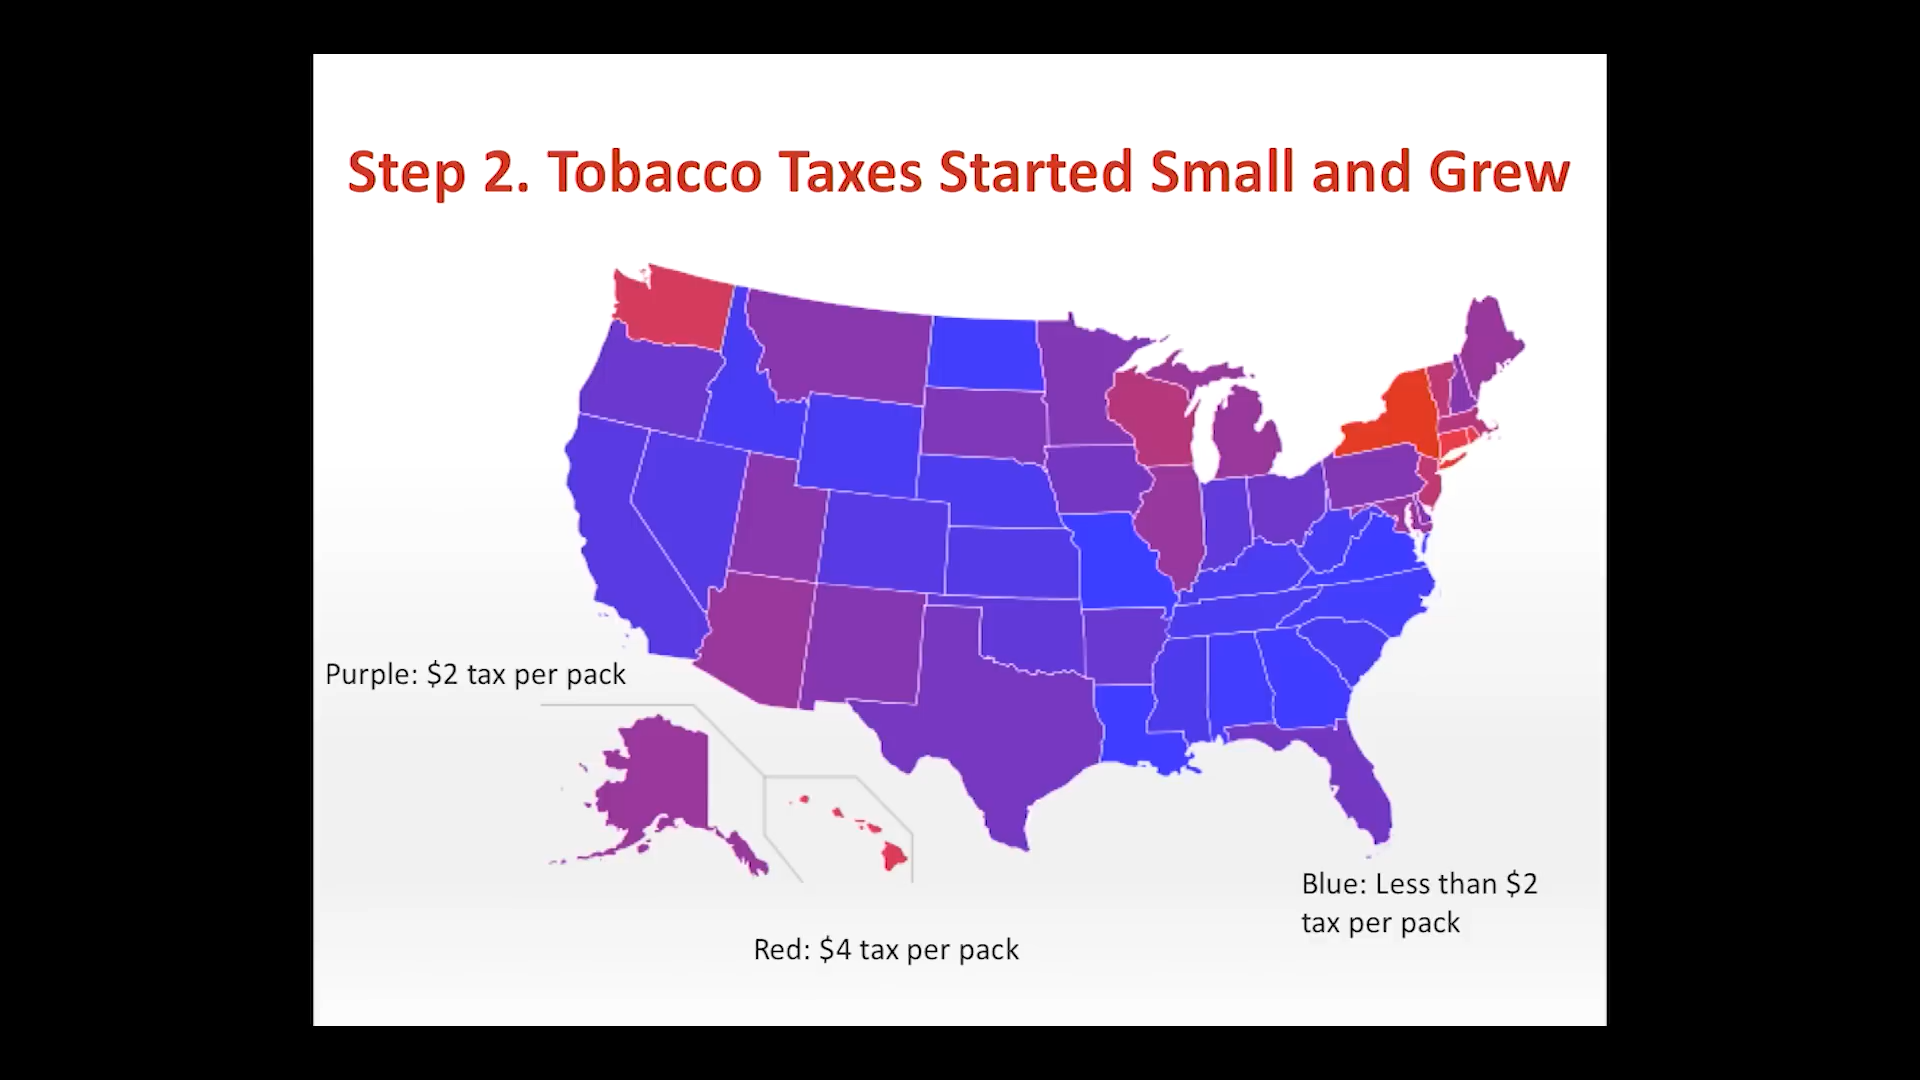 Step 2. Tobacco Taxes Started Small and Grew
Purple: $2 tax per pack
Blue: Less than $2
tax per pack
Red: $4 tax per pack